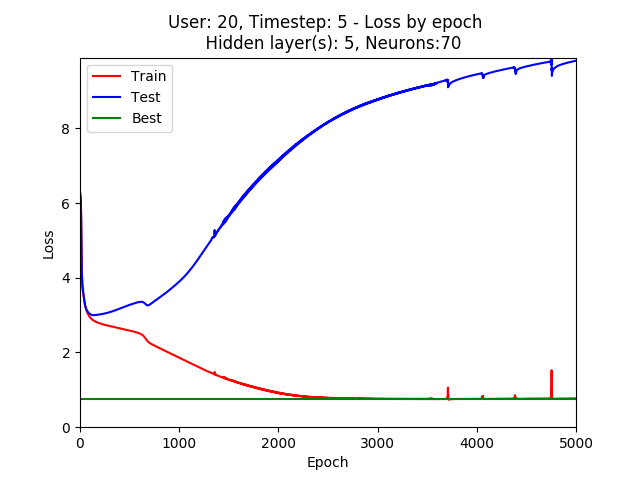 User: 20, Timestep: 5 - Loss by epoch
Hidden layer(s): 5, Neurons:70
Train
Test
Best
Loss
8
6
4
2
0
0 1000 2000 3000 4000 5000
Epoch